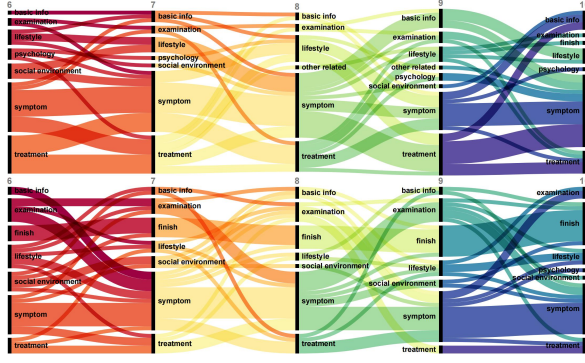 6 7 8 9 1
basic info
examination
lifestyle
psychology
social environment
symptom
treatment
basic info
examination
lifestyle
psychology
social environment
symptom
treatment
basic info
examination
lifestyle
other related
symptom
treatment
basic info
examination
lifestyle
other related
psychology
social environment
symptom
treatment
basic info
examination
finish
lifestyle
psychology
symptom
treatment
6 7 8 9 1
basic info
examination
finish
lifestyle
social environment
symptom
treatment
basic info
examination
finish
lifestyle
social environment
symptom
treatment
basic info
examination
finish
lifestyle
social environment
symptom
treatment
basic info
examination
finish
lifestyle
social environment
symptom
treatment
examination
finish
lifestyle
psychology
social environment
symptom
treatment